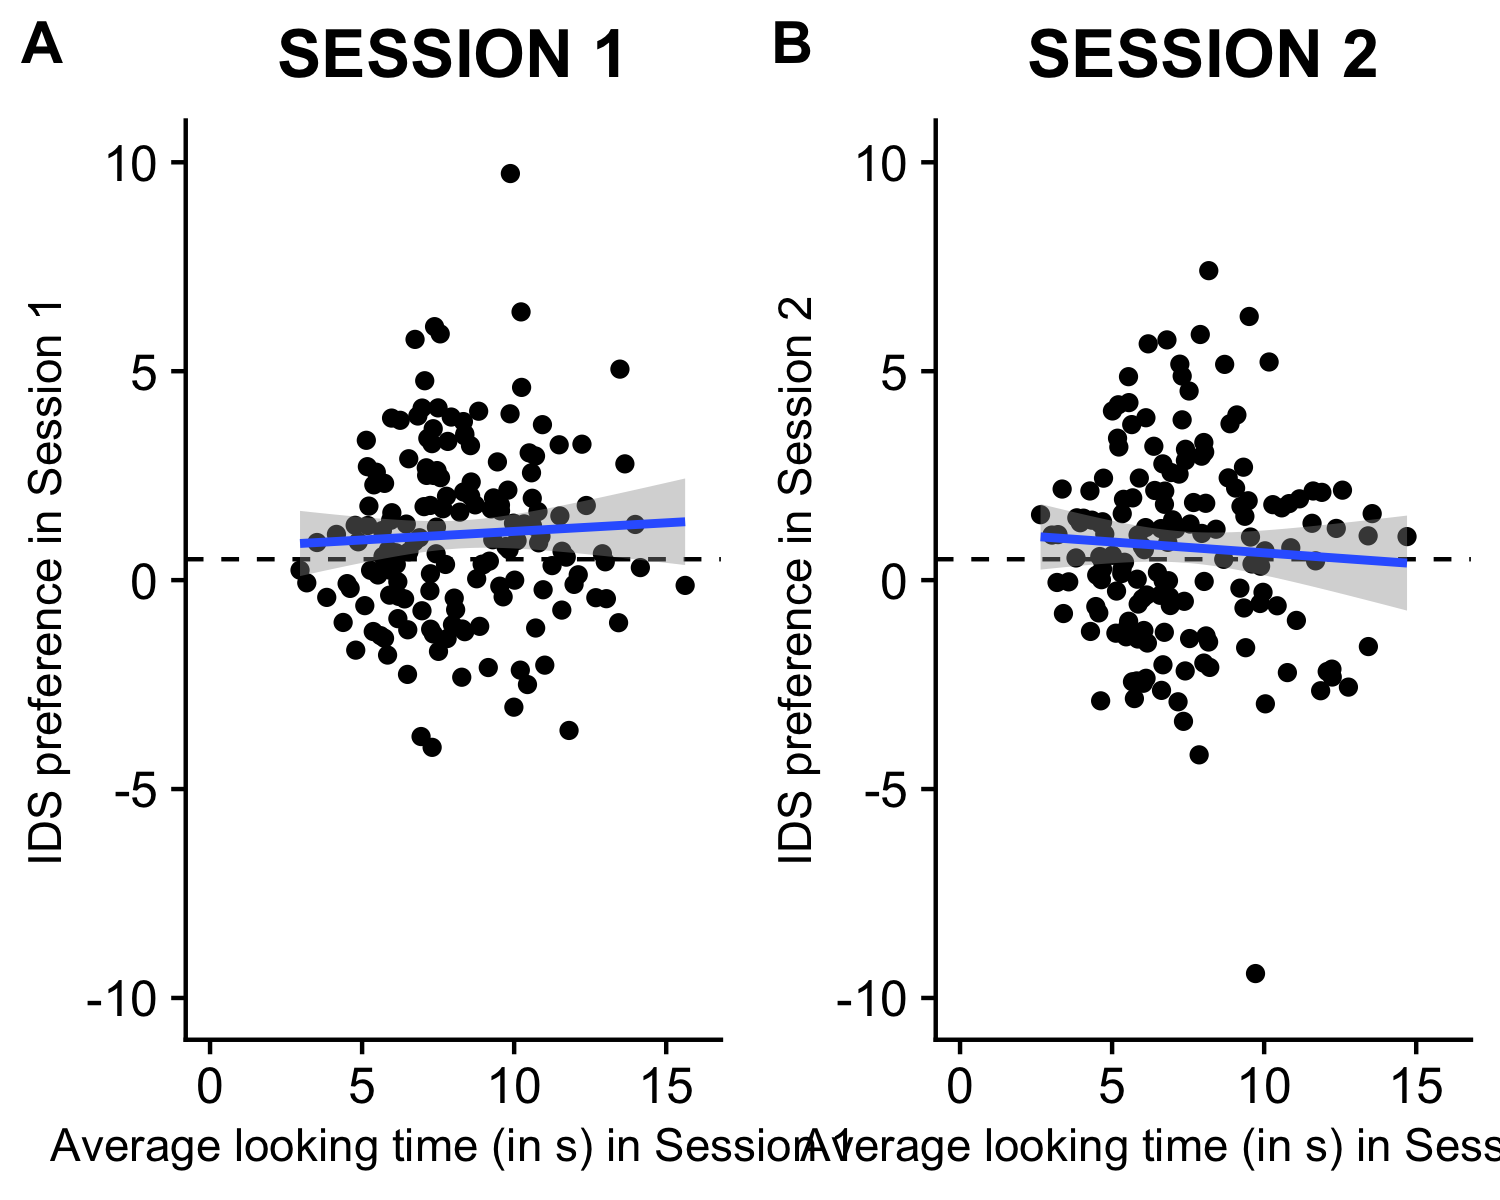 A
SESSION 1
IDS preference in Session 1
10
5
0
-5
-10
0
5
10
15
Average looking time (in s) in Session 1
B
SESSION 2
IDS preference in Session 2
10
5
0
-5
-10
0
5
10
15
Average looking time (in s) in Sess